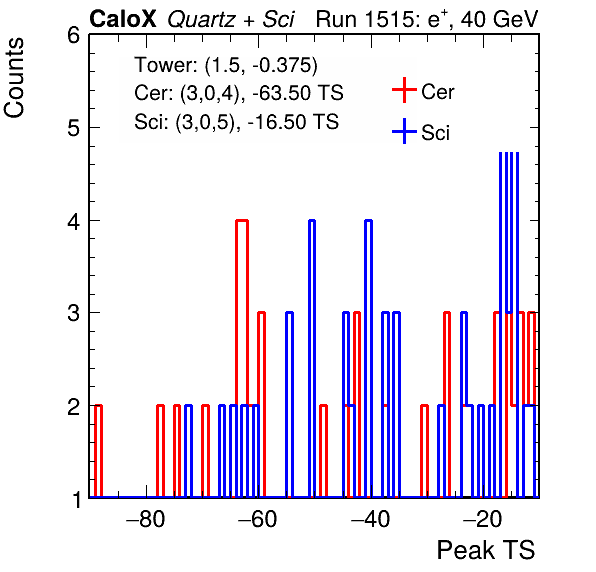 CaloX Quartz + Sci Run 1515: e⁺, 40 GeV
Tower: (1.5, -0.375)
Cer: (3,0,4), -63.50 TS
Sci: (3,0,5), -16.50 TS
Cer
Sci
Counts
6
5
4
3
2
1
−80 −60 −40 −20
Peak TS